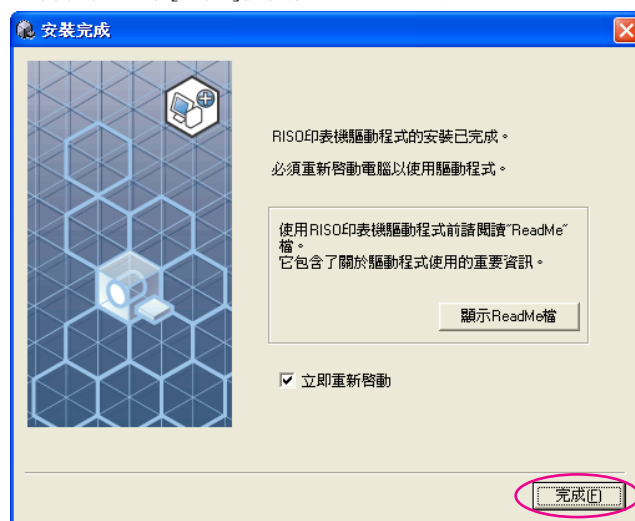 安裝完成
RISO印表機驅動程式的安裝已完成。
必須重新啓動電腦以使用驅動程式。
使用RISO印表機驅動程式前請閱讀"ReadMe"
檔。
它包含了關於驅動程式使用的重要資訊。
顯示ReadMe檔
立即重新啓動
完成(F)